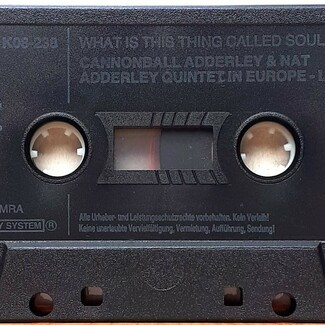 K08-238
WHAT IS THIS THING CALLED SOUL
CANNONBALL ADDERLEY & NAT
ADDERLEY QUINTET IN EUROPE - L
MRA
Y SYSTEM ®
Alle Urheber- und Leistungsschutzrechte vorbehalten. Kein Verleih!
Keine unerlaubte Vervielfältigung, Vermietung, Aufführung, Sendung!